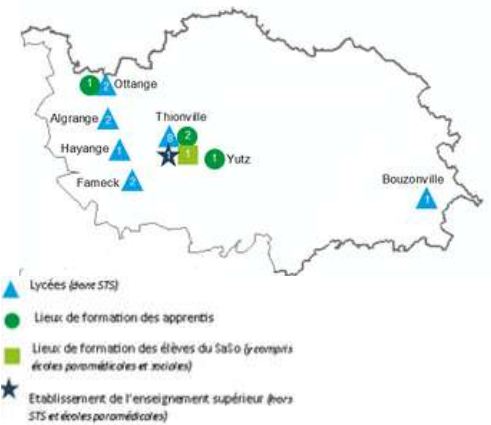 1 2 Ottange
Algrange 2
Thionville
Hayange 1
8 2
1 1 Yutz
Fameck 2
Bouzonville
1
Lycées (dont STS)
Lieux de formation des apprentis
Lieux de formation des élèves du SaSo (y compris
écoles paramédicales et sociales)
Etablissement de l'enseignement supérieur (hors
STS et écoles paramédicales)